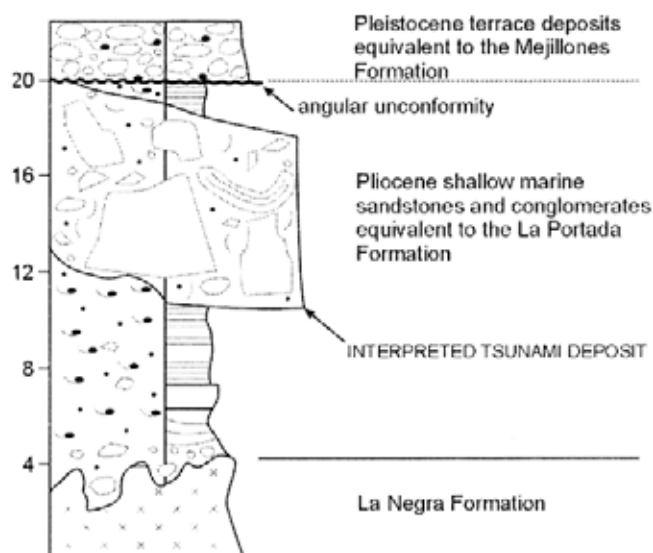 Pleistocene terrace deposits
equivalent to the Mejillones
Formation
20
angular unconformity
16
Pliocene shallow marine
sandstones and conglomerates
equivalent to the La Portada
Formation
12
INTERPRETED TSUNAMI DEPOSIT
8
4
La Negra Formation